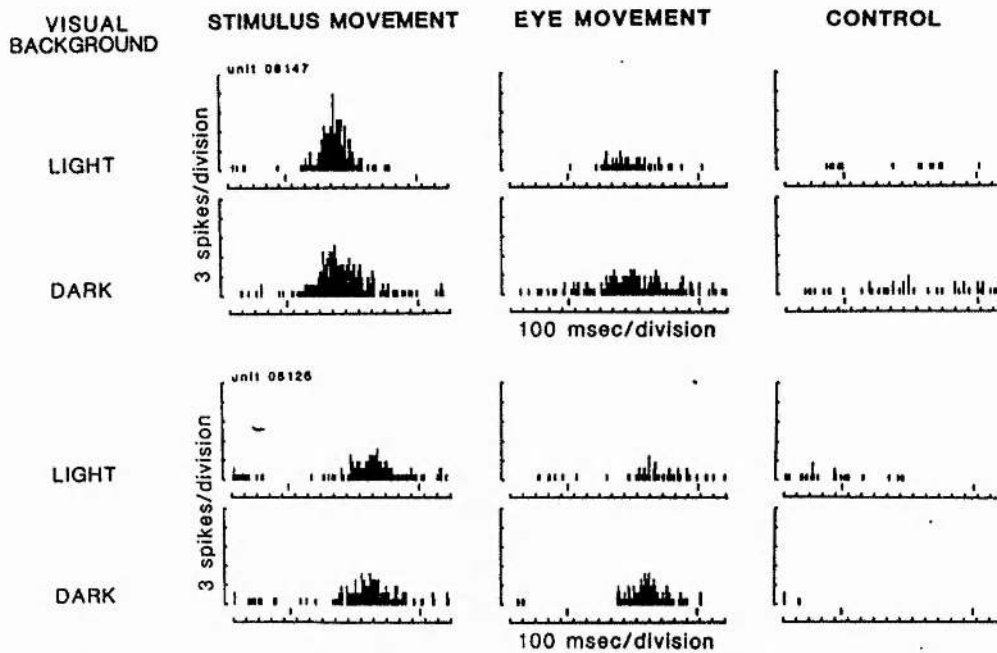 VISUAL BACKGROUND
STIMULUS MOVEMENT
EYE MOVEMENT
CONTROL
unit 08147
LIGHT
DARK
3 spikes/division
100 msec/division
unit 08126
LIGHT
DARK
3 spikes/division
100 msec/division